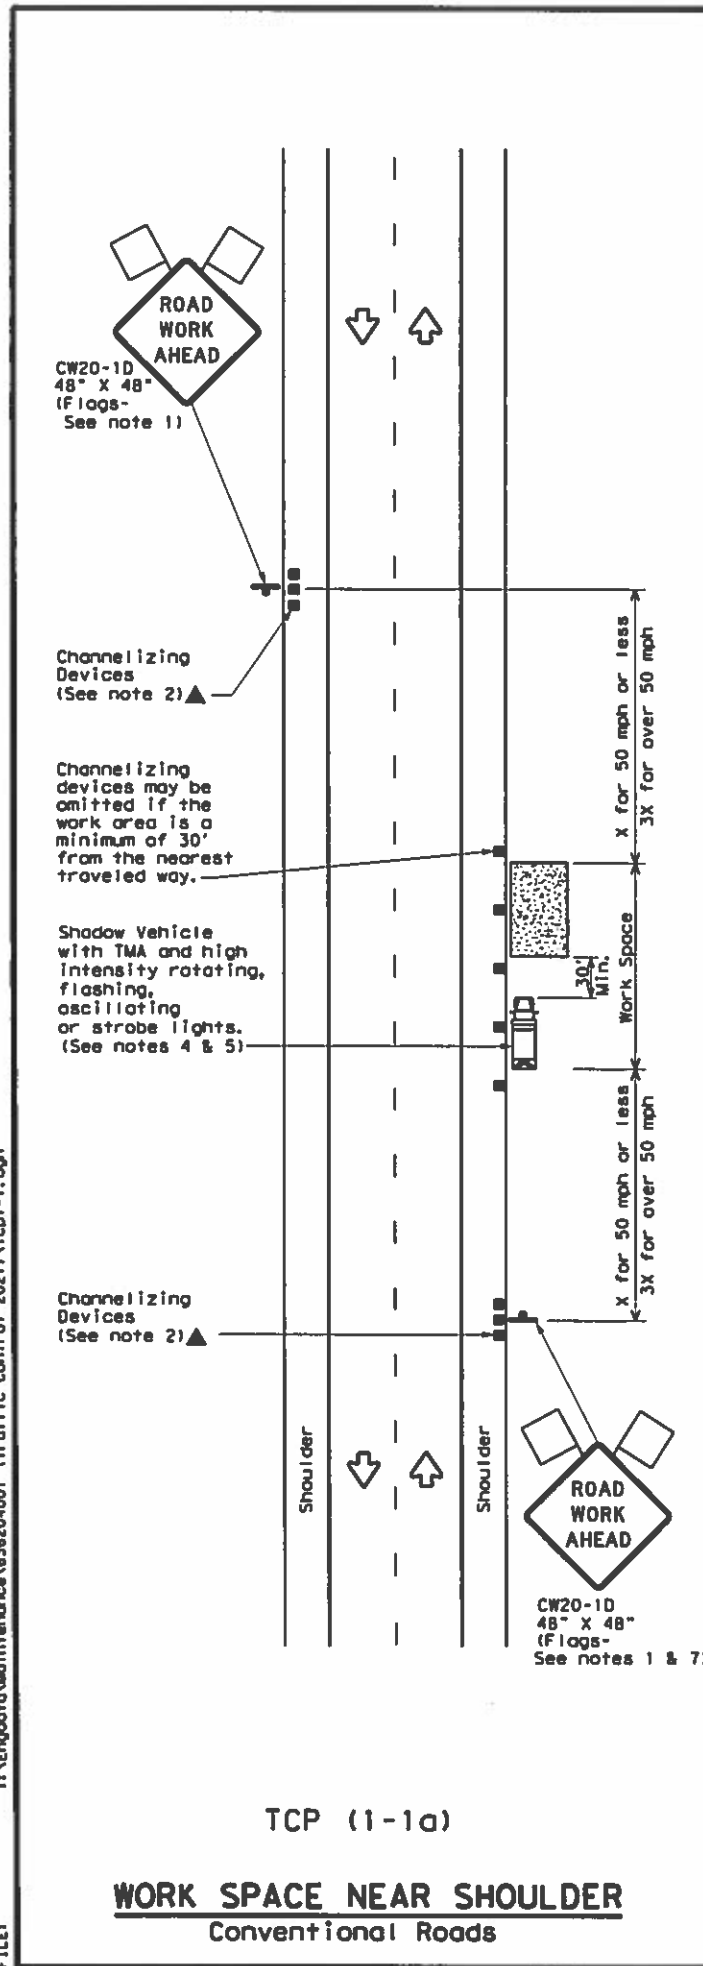 ROAD
WORK
AHEAD
CW20-1D
48" X 48"
(Flags-
See note 1)
Channelizing
Devices
(See note 2)▲
X for 50 mph or less
3X for over 50 mph
Channelizing
devices may be
omitted if the
work area is a
minimum of 30'
from the nearest
traveled way.
Shadow Vehicle
with TMA and high
intensity rotating,
flashing,
oscillating
or strobe lights.
(See notes 4 & 5)
30'
Min.
Work Space
X for 50 mph or less
3X for over 50 mph
Channelizing
Devices
(See note 2)▲
Shoulder
Shoulder
ROAD
WORK
AHEAD
CW20-1D
48" X 48"
(Flags-
See notes 1 & 7)
TCP (1-1a)
WORK SPACE NEAR SHOULDER
Conventional Roads
FILE: